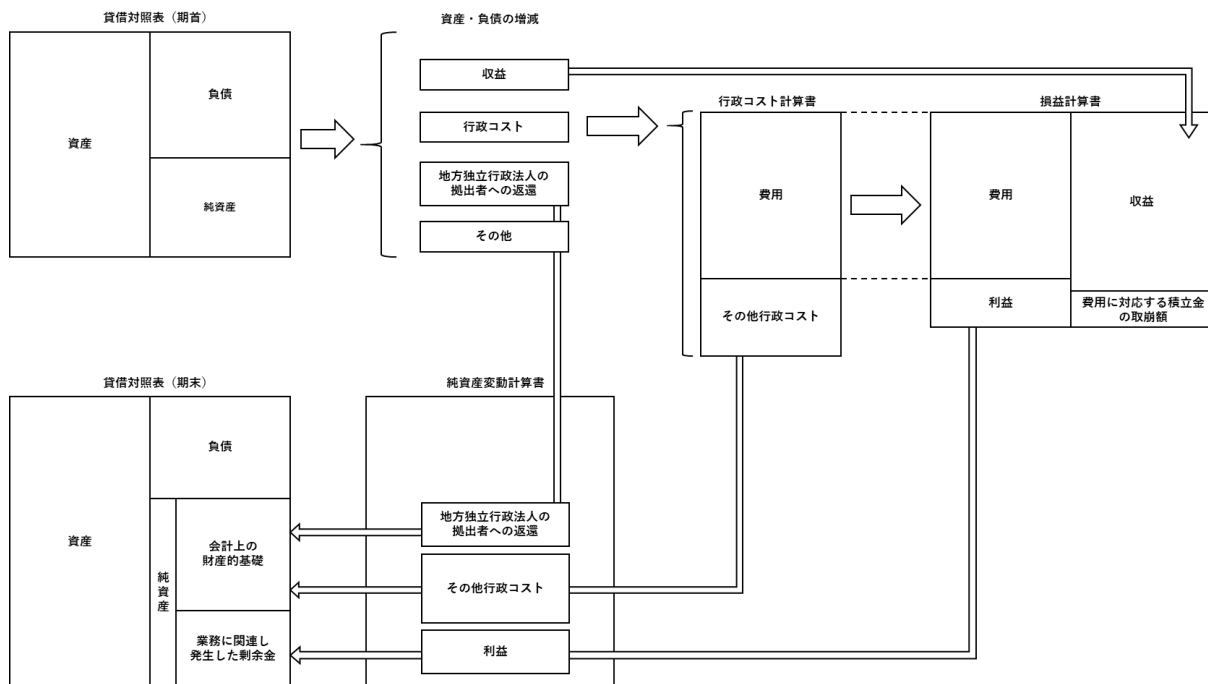 貸借対照表（期首）
資産
負債
純資産
資産・負債の増減
収益
行政コスト
地方独立行政法人の
拠出者への返還
その他
行政コスト計算書
費用
その他行政コスト
損益計算書
費用
収益
利益
費用に対応する積立金
の取崩額
貸借対照表（期末）
資産
負債
純
資
産
会計上の
財産的基礎
業務に関連し
発生した剰余金
純資産変動計算書
地方独立行政法人の
拠出者への返還
その他行政コスト
利益